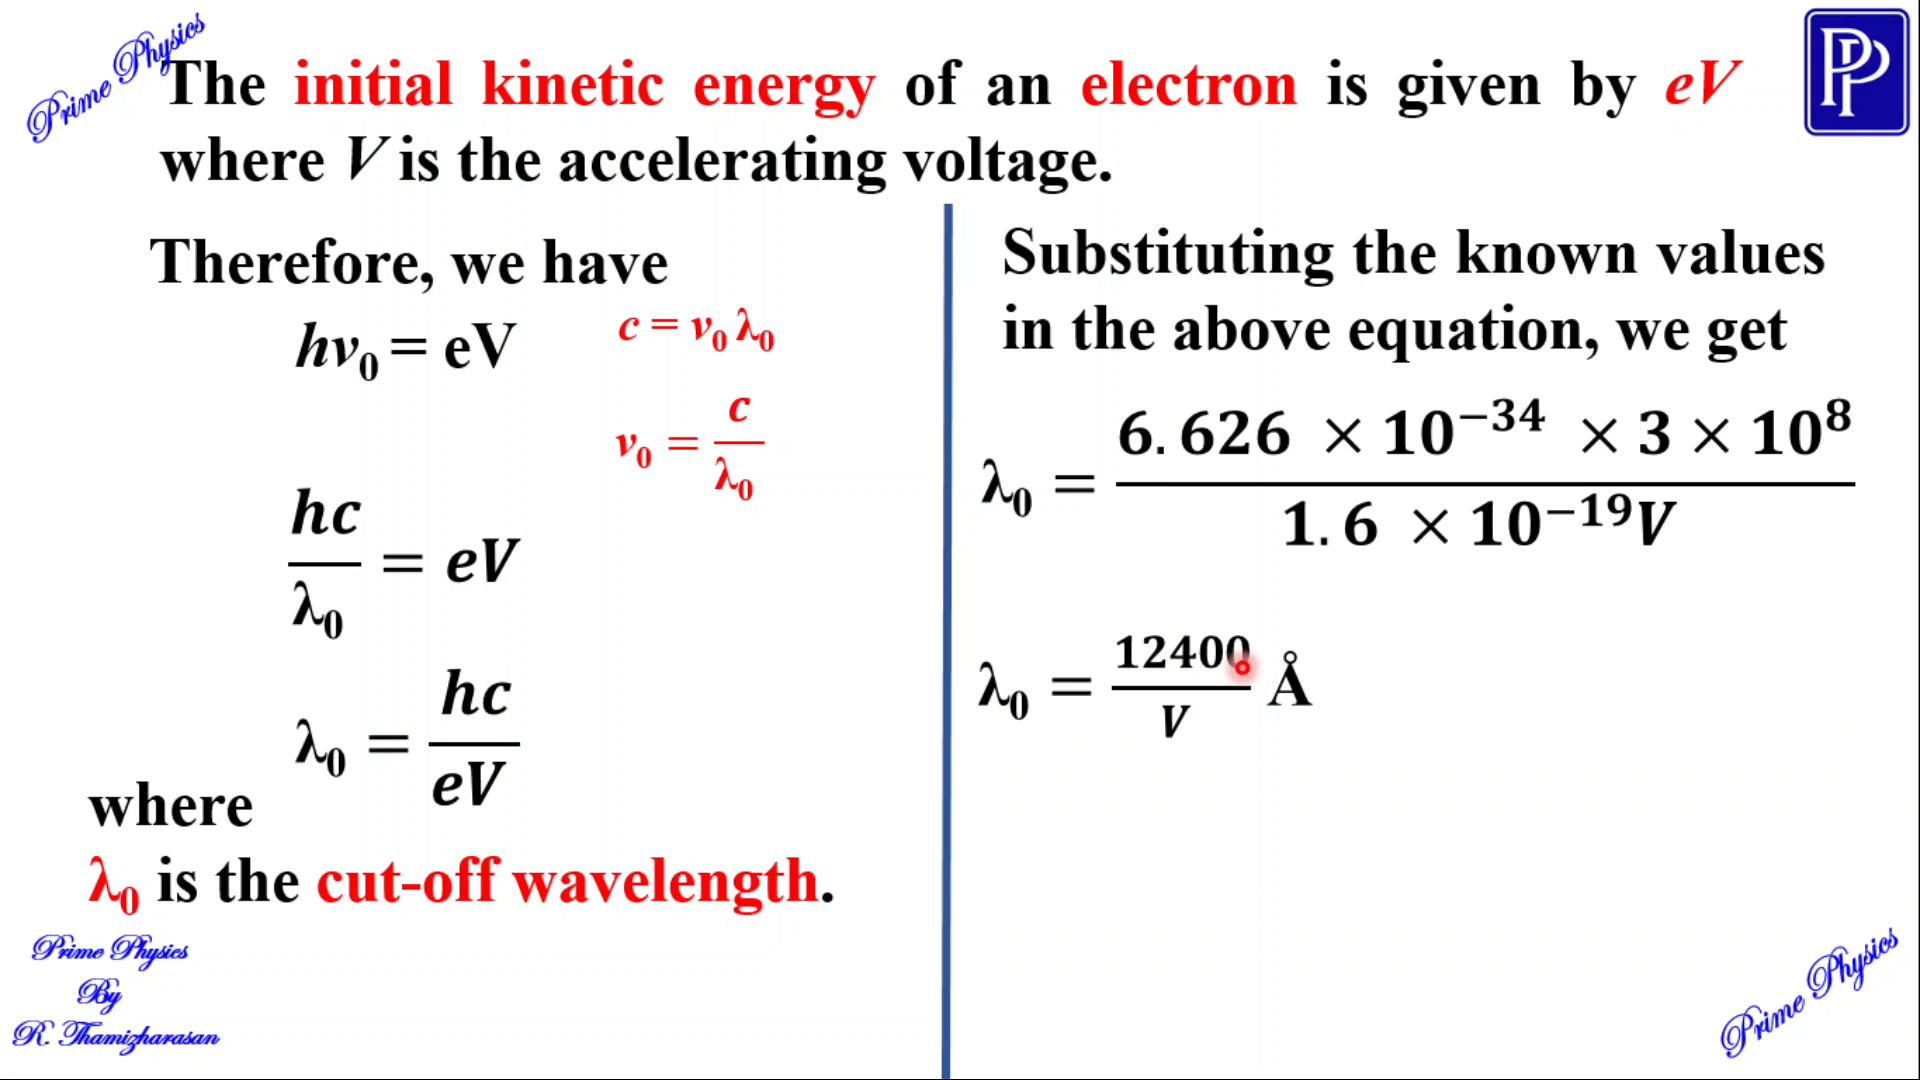 Prime Physics
PP
The initial kinetic energy of an electron is given by eV
where V is the accelerating voltage.
Therefore, we have
hν₀ = eV
c = ν₀ λ₀
ν₀ = c / λ₀
hc / λ₀ = eV
λ₀ = hc / eV
where
λ₀ is the cut-off wavelength.
Prime Physics
By
R. Thamizharasan
Substituting the known values
in the above equation, we get
λ₀ = 6.626 × 10⁻³⁴ × 3 × 10⁸ / 1.6 × 10⁻¹⁹V
λ₀ = 12400 / V Å
Prime Physics